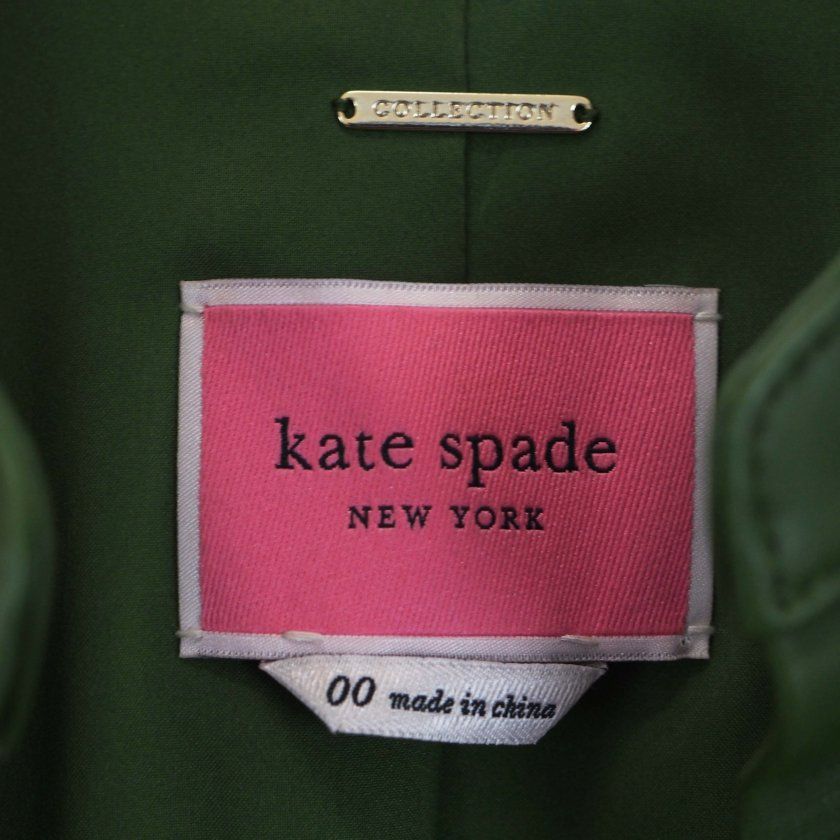 COLLECTION
kate spade
NEW YORK
00 made in china